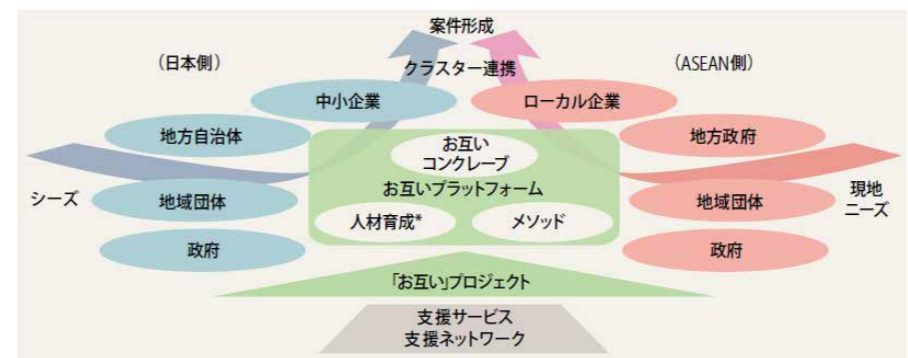 案件形成
（日本側）
クラスター連携
（ASEAN側）
中小企業
ローカル企業
地方自治体
地方政府
お互い
コンクレーブ
お互いプラットフォーム
シーズ
地域団体
人材育成*
メソッド
地域団体
現地
ニーズ
政府
政府
「お互い」プロジェクト
支援サービス
支援ネットワーク